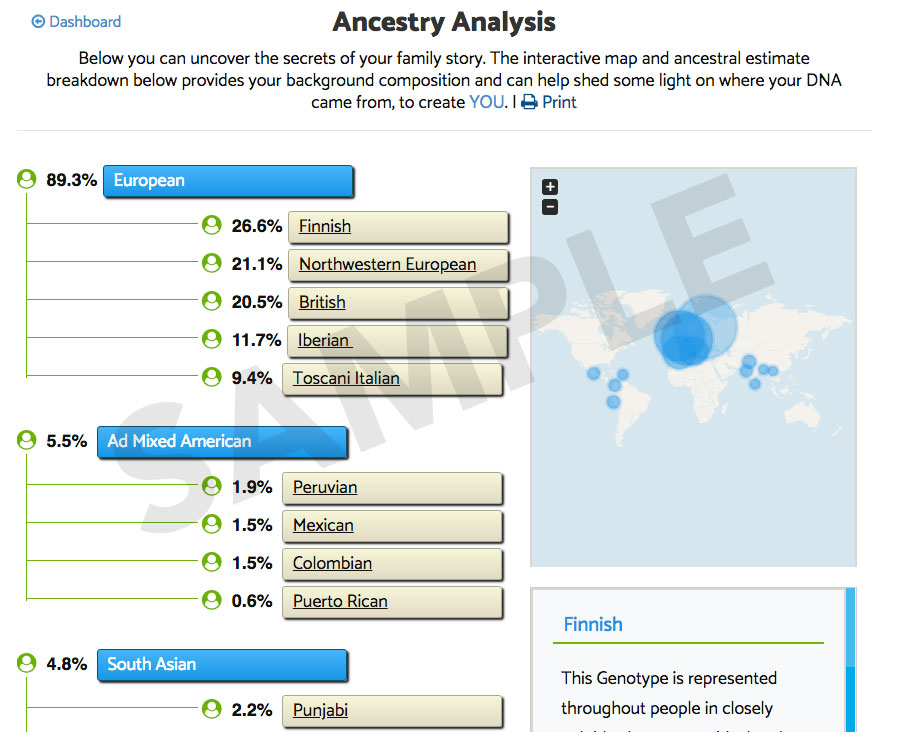 Dashboard
Ancestry Analysis
Below you can uncover the secrets of your family story. The interactive map and ancestral estimate
breakdown below provides your background composition and can help shed some light on where your DNA
came from, to create YOU. | Print
89.3% European
26.6% Finnish
21.1% Northwestern European
20.5% British
11.7% Iberian
9.4% Toscani Italian
5.5% Ad Mixed American
1.9% Peruvian
1.5% Mexican
1.5% Colombian
0.6% Puerto Rican
4.8% South Asian
2.2% Punjabi
+
−
Finnish
This Genotype is represented
throughout people in closely
SAMPLE